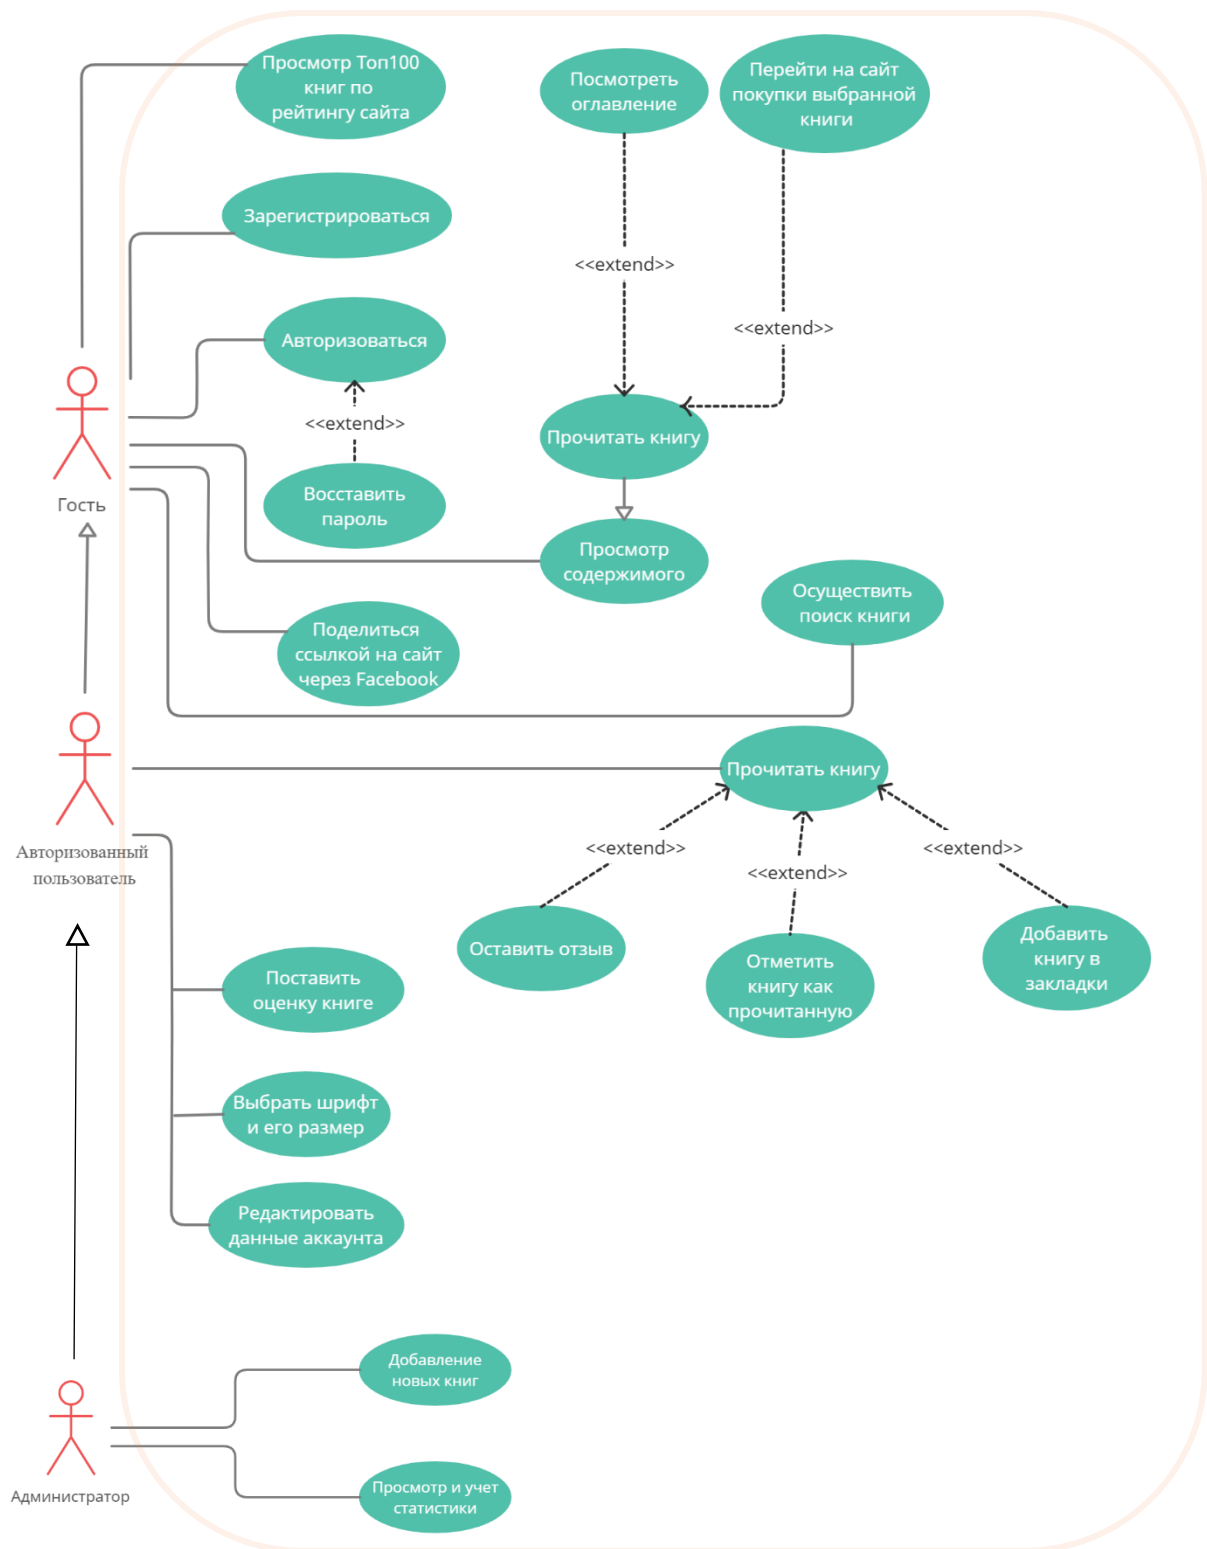 Просмотр Топ100
книг по
рейтингу сайта
Посмотреть
оглавление
Перейти на сайт
покупки выбранной
книги
Зарегистрироваться
<<extend>>
<<extend>>
Авторизоваться
<<extend>>
Прочитать книгу
Восставить
пароль
Гость
Просмотр
содержимого
Осуществить
поиск книги
Поделиться
ссылкой на сайт
через Facebook
Прочитать книгу
Авторизованный
пользователь
<<extend>>
<<extend>>
<<extend>>
Оставить отзыв
Отметить
книгу как
прочитанную
Добавить
книгу в
закладки
Поставить
оценку книге
Выбрать шрифт
и его размер
Редактировать
данные аккаунта
Добавление
новых книг
Администратор
Просмотр и учет
статистики